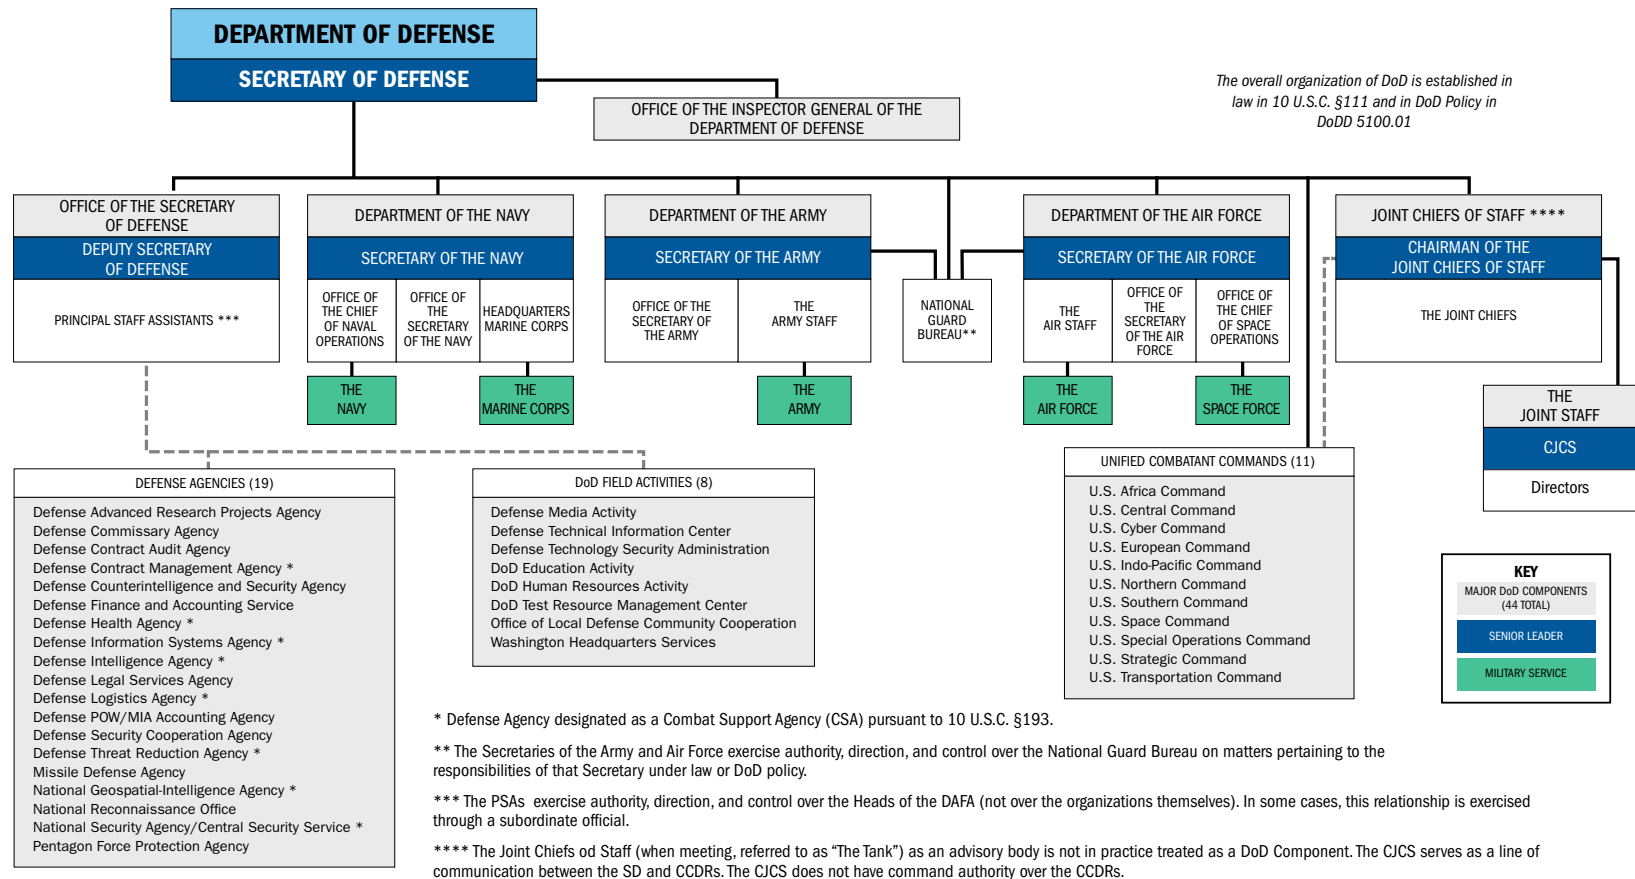 DEPARTMENT OF DEFENSE
SECRETARY OF DEFENSE
OFFICE OF THE INSPECTOR GENERAL OF THE
DEPARTMENT OF DEFENSE
The overall organization of DoD is established in
law in 10 U.S.C. §111 and in DoD Policy in
DoDD 5100.01
OFFICE OF THE SECRETARY
OF DEFENSE
DEPUTY SECRETARY
OF DEFENSE
PRINCIPAL STAFF ASSISTANTS ***
DEPARTMENT OF THE NAVY
SECRETARY OF THE NAVY
OFFICE OF
THE CHIEF
OF NAVAL
OPERATIONS
OFFICE OF
THE
SECRETARY
OF THE NAVY
HEADQUARTERS
MARINE CORPS
THE
NAVY
THE
MARINE CORPS
DEPARTMENT OF THE ARMY
SECRETARY OF THE ARMY
OFFICE OF THE
SECRETARY OF
THE ARMY
THE
ARMY STAFF
THE
ARMY
NATIONAL
GUARD
BUREAU**
DEPARTMENT OF THE AIR FORCE
SECRETARY OF THE AIR FORCE
THE
AIR STAFF
OFFICE OF
THE
SECRETARY
OF THE AIR
FORCE
OFFICE OF
THE CHIEF
OF SPACE
OPERATIONS
THE
AIR FORCE
THE
SPACE FORCE
JOINT CHIEFS OF STAFF ****
CHAIRMAN OF THE
JOINT CHIEFS OF STAFF
THE JOINT CHIEFS
THE
JOINT STAFF
CJCS
Directors
DEFENSE AGENCIES (19)
Defense Advanced Research Projects Agency
Defense Commissary Agency
Defense Contract Audit Agency
Defense Contract Management Agency *
Defense Counterintelligence and Security Agency
Defense Finance and Accounting Service
Defense Health Agency *
Defense Information Systems Agency *
Defense Intelligence Agency *
Defense Legal Services Agency
Defense Logistics Agency *
Defense POW/MIA Accounting Agency
Defense Security Cooperation Agency
Defense Threat Reduction Agency *
Missile Defense Agency
National Geospatial-Intelligence Agency *
National Reconnaissance Office
National Security Agency/Central Security Service *
Pentagon Force Protection Agency
DoD FIELD ACTIVITIES (8)
Defense Media Activity
Defense Technical Information Center
Defense Technology Security Administration
DoD Education Activity
DoD Human Resources Activity
DoD Test Resource Management Center
Office of Local Defense Community Cooperation
Washington Headquarters Services
UNIFIED COMBATANT COMMANDS (11)
U.S. Africa Command
U.S. Central Command
U.S. Cyber Command
U.S. European Command
U.S. Indo-Pacific Command
U.S. Northern Command
U.S. Southern Command
U.S. Space Command
U.S. Special Operations Command
U.S. Strategic Command
U.S. Transportation Command
KEY
MAJOR DoD COMPONENTS
(44 TOTAL)
SENIOR LEADER
MILITARY SERVICE
* Defense Agency designated as a Combat Support Agency (CSA) pursuant to 10 U.S.C. §193.
** The Secretaries of the Army and Air Force exercise authority, direction, and control over the National Guard Bureau on matters pertaining to the
responsibilities of that Secretary under law or DoD policy.
*** The PSAs exercise authority, direction, and control over the Heads of the DAFA (not over the organizations themselves). In some cases, this relationship is exercised
through a subordinate official.
**** The Joint Chiefs od Staff (when meeting, referred to as "The Tank") as an advisory body is not in practice treated as a DoD Component. The CJCS serves as a line of
communication between the SD and CCDRs. The CJCS does not have command authority over the CCDRs.